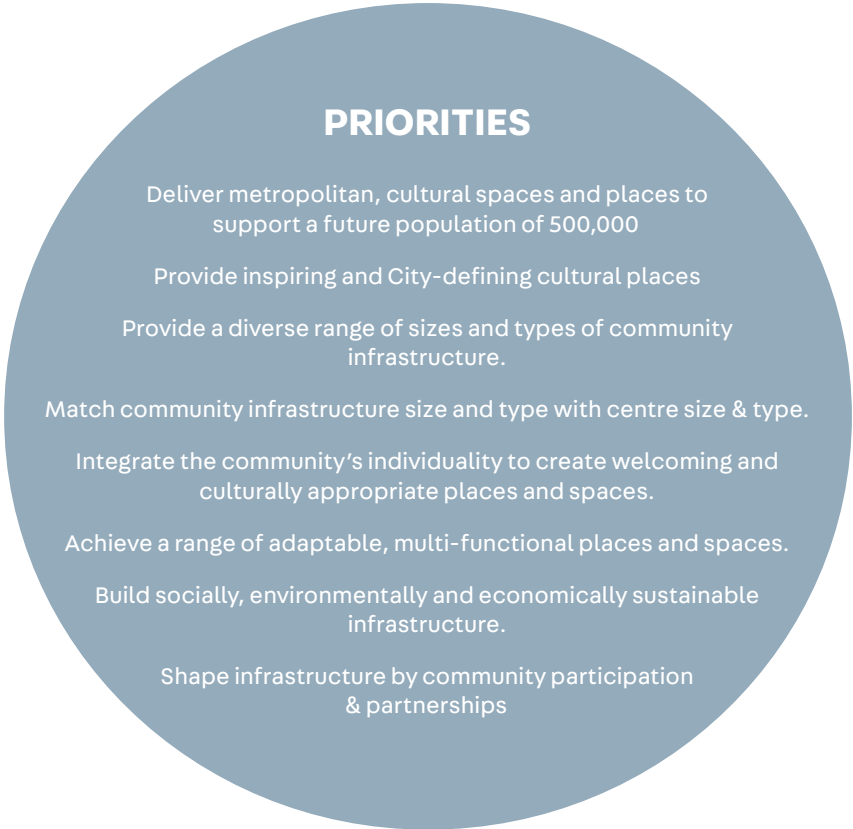 PRIORITIES
Deliver metropolitan, cultural spaces and places to
support a future population of 500,000
Provide inspiring and City-defining cultural places
Provide a diverse range of sizes and types of community
infrastructure.
Match community infrastructure size and type with centre size & type.
Integrate the community’s individuality to create welcoming and
culturally appropriate places and spaces.
Achieve a range of adaptable, multi-functional places and spaces.
Build socially, environmentally and economically sustainable
infrastructure.
Shape infrastructure by community participation
& partnerships